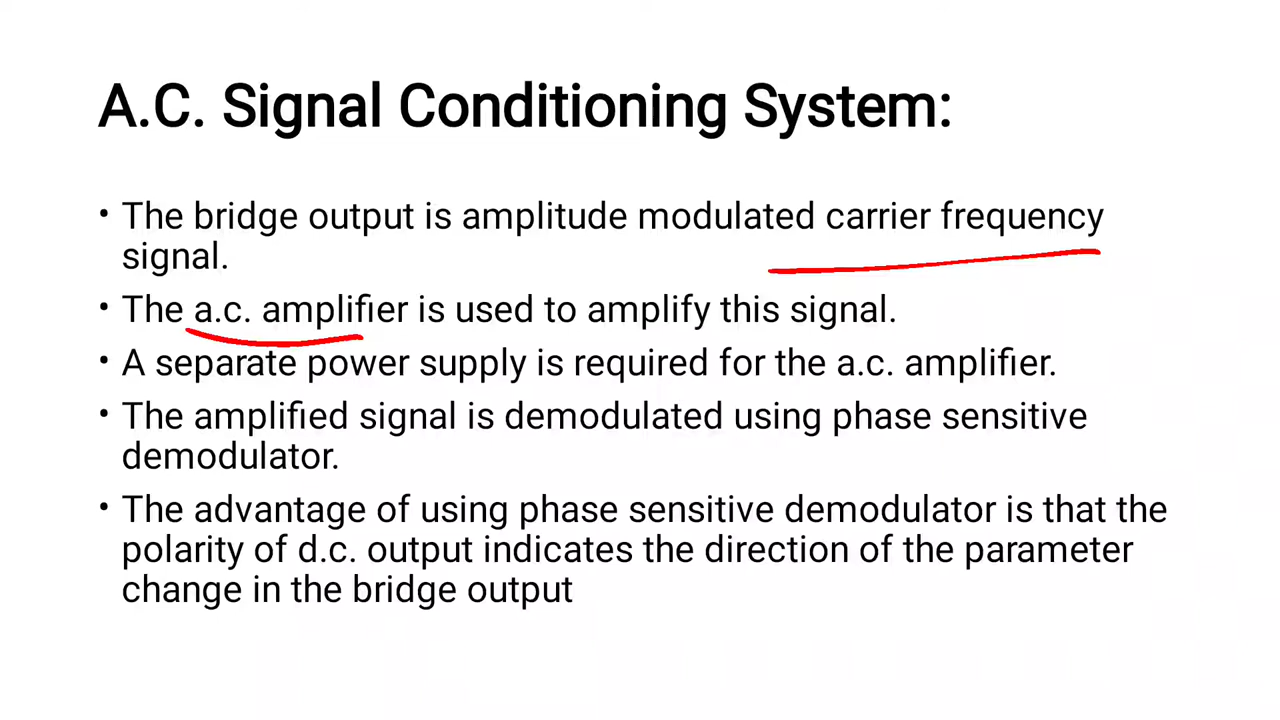 A.C. Signal Conditioning System:
• The bridge output is amplitude modulated carrier frequency
signal.
• The a.c. amplifier is used to amplify this signal.
• A separate power supply is required for the a.c. amplifier.
• The amplified signal is demodulated using phase sensitive
demodulator.
• The advantage of using phase sensitive demodulator is that the
polarity of d.c. output indicates the direction of the parameter
change in the bridge output